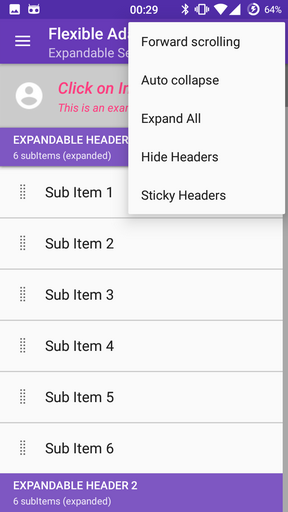 00:29
64%
Flexible Ada
Expandable Se
Forward scrolling
Auto collapse
Expand All
Hide Headers
Sticky Headers
Click on
This is an exam
EXPANDABLE HEADER
6 subItems (expanded)
Sub Item 1
Sub Item 2
Sub Item 3
Sub Item 4
Sub Item 5
Sub Item 6
EXPANDABLE HEADER 2
6 subItems (expanded)